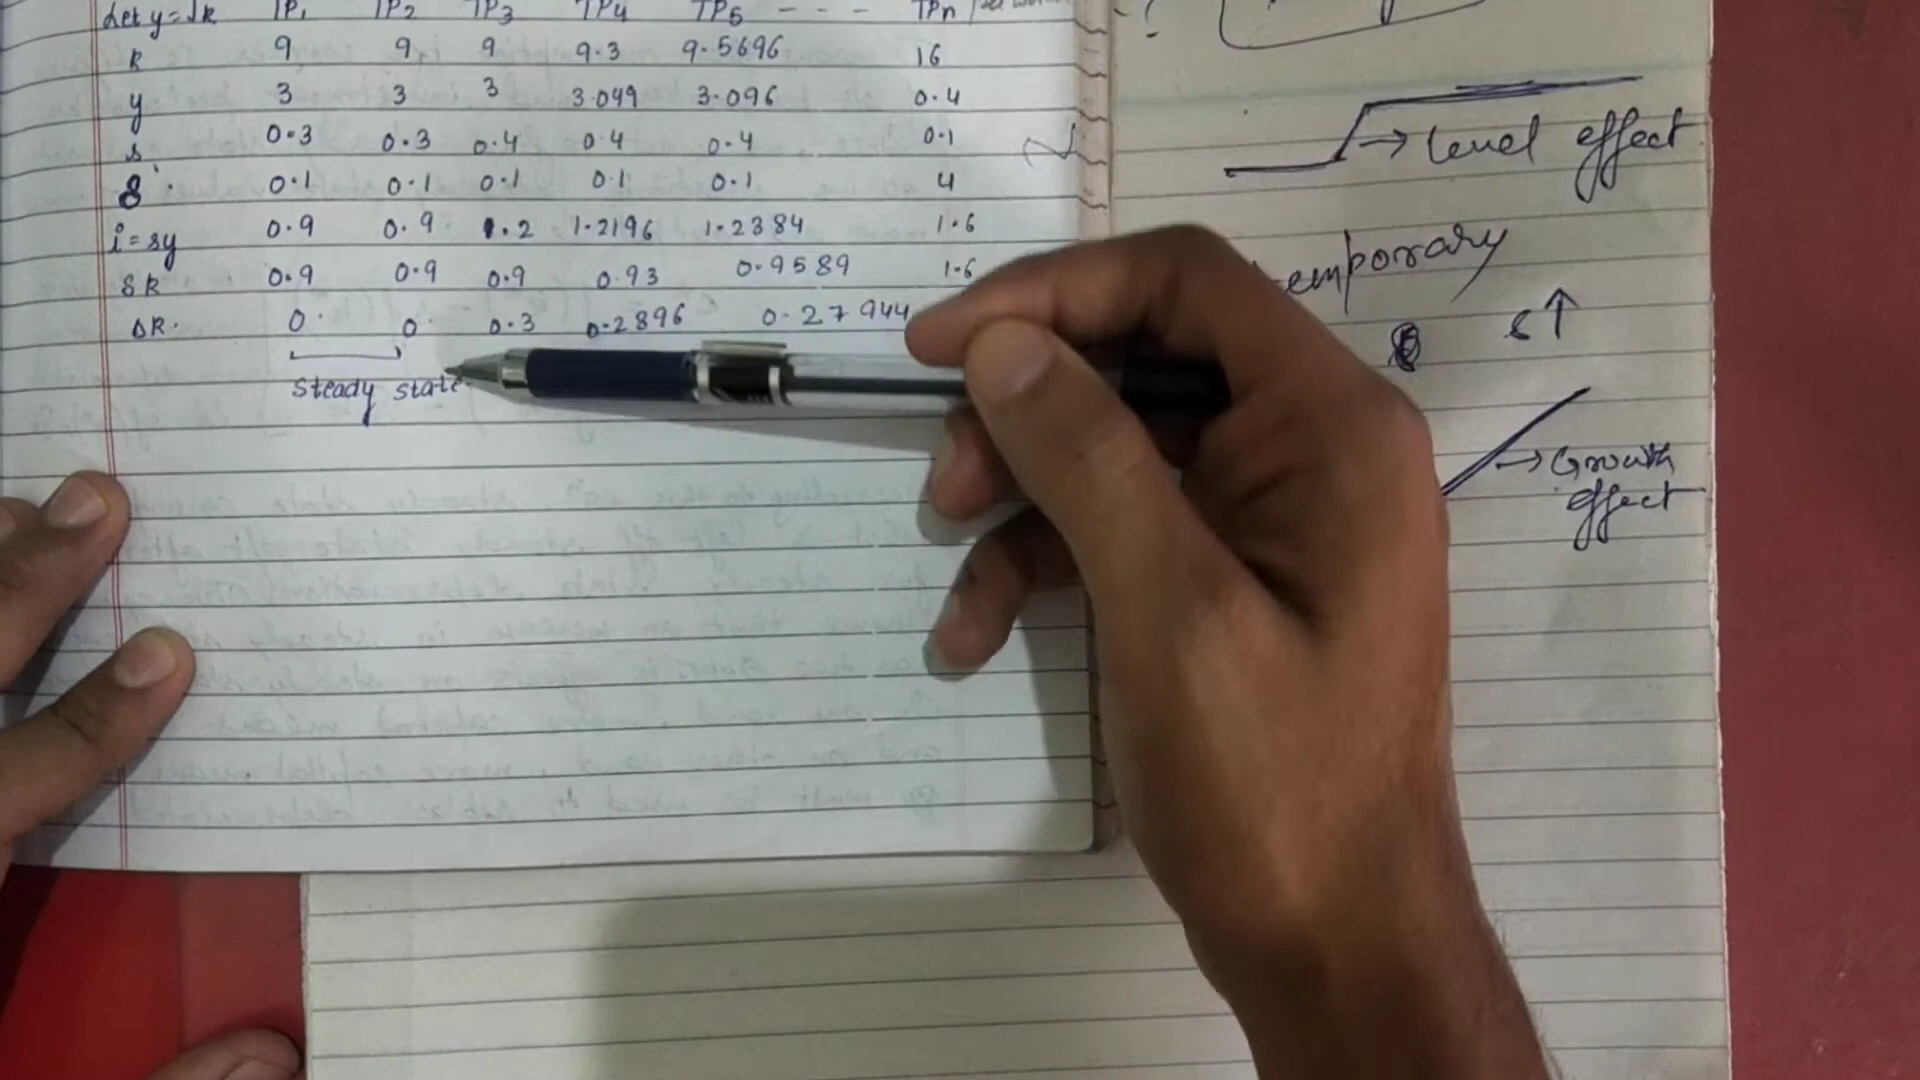 Let y = √k TP1 TP2 TP3 TP4 TP5 - - - TPn
k 9 9 9 9.3 9.5696 16
y 3 3 3 3.049 3.096 0.4
s 0.3 0.3 0.4 0.4 0.4 0.1
δ 0.1 0.1 0.1 0.1 0.1 4
i = sy 0.9 0.9 1.2 1.2196 1.2384 1.6
δk 0.9 0.9 0.9 0.93 0.9589 1.6
Δk 0 0 0.3 0.2896 0.27944
Steady state
?
→ level effect
temporary
s↑
→ Growth
effect